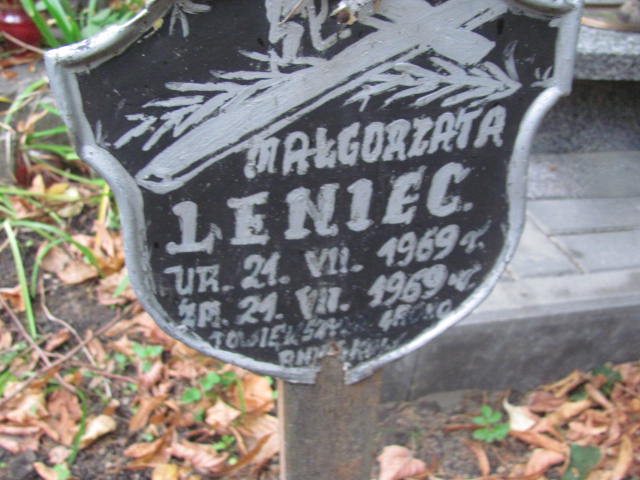 Ś.P.
MAŁGORZATA
LENIEC.
UR. 21. VII. 1969 r.
ZM. 21. VII. 1969 r.